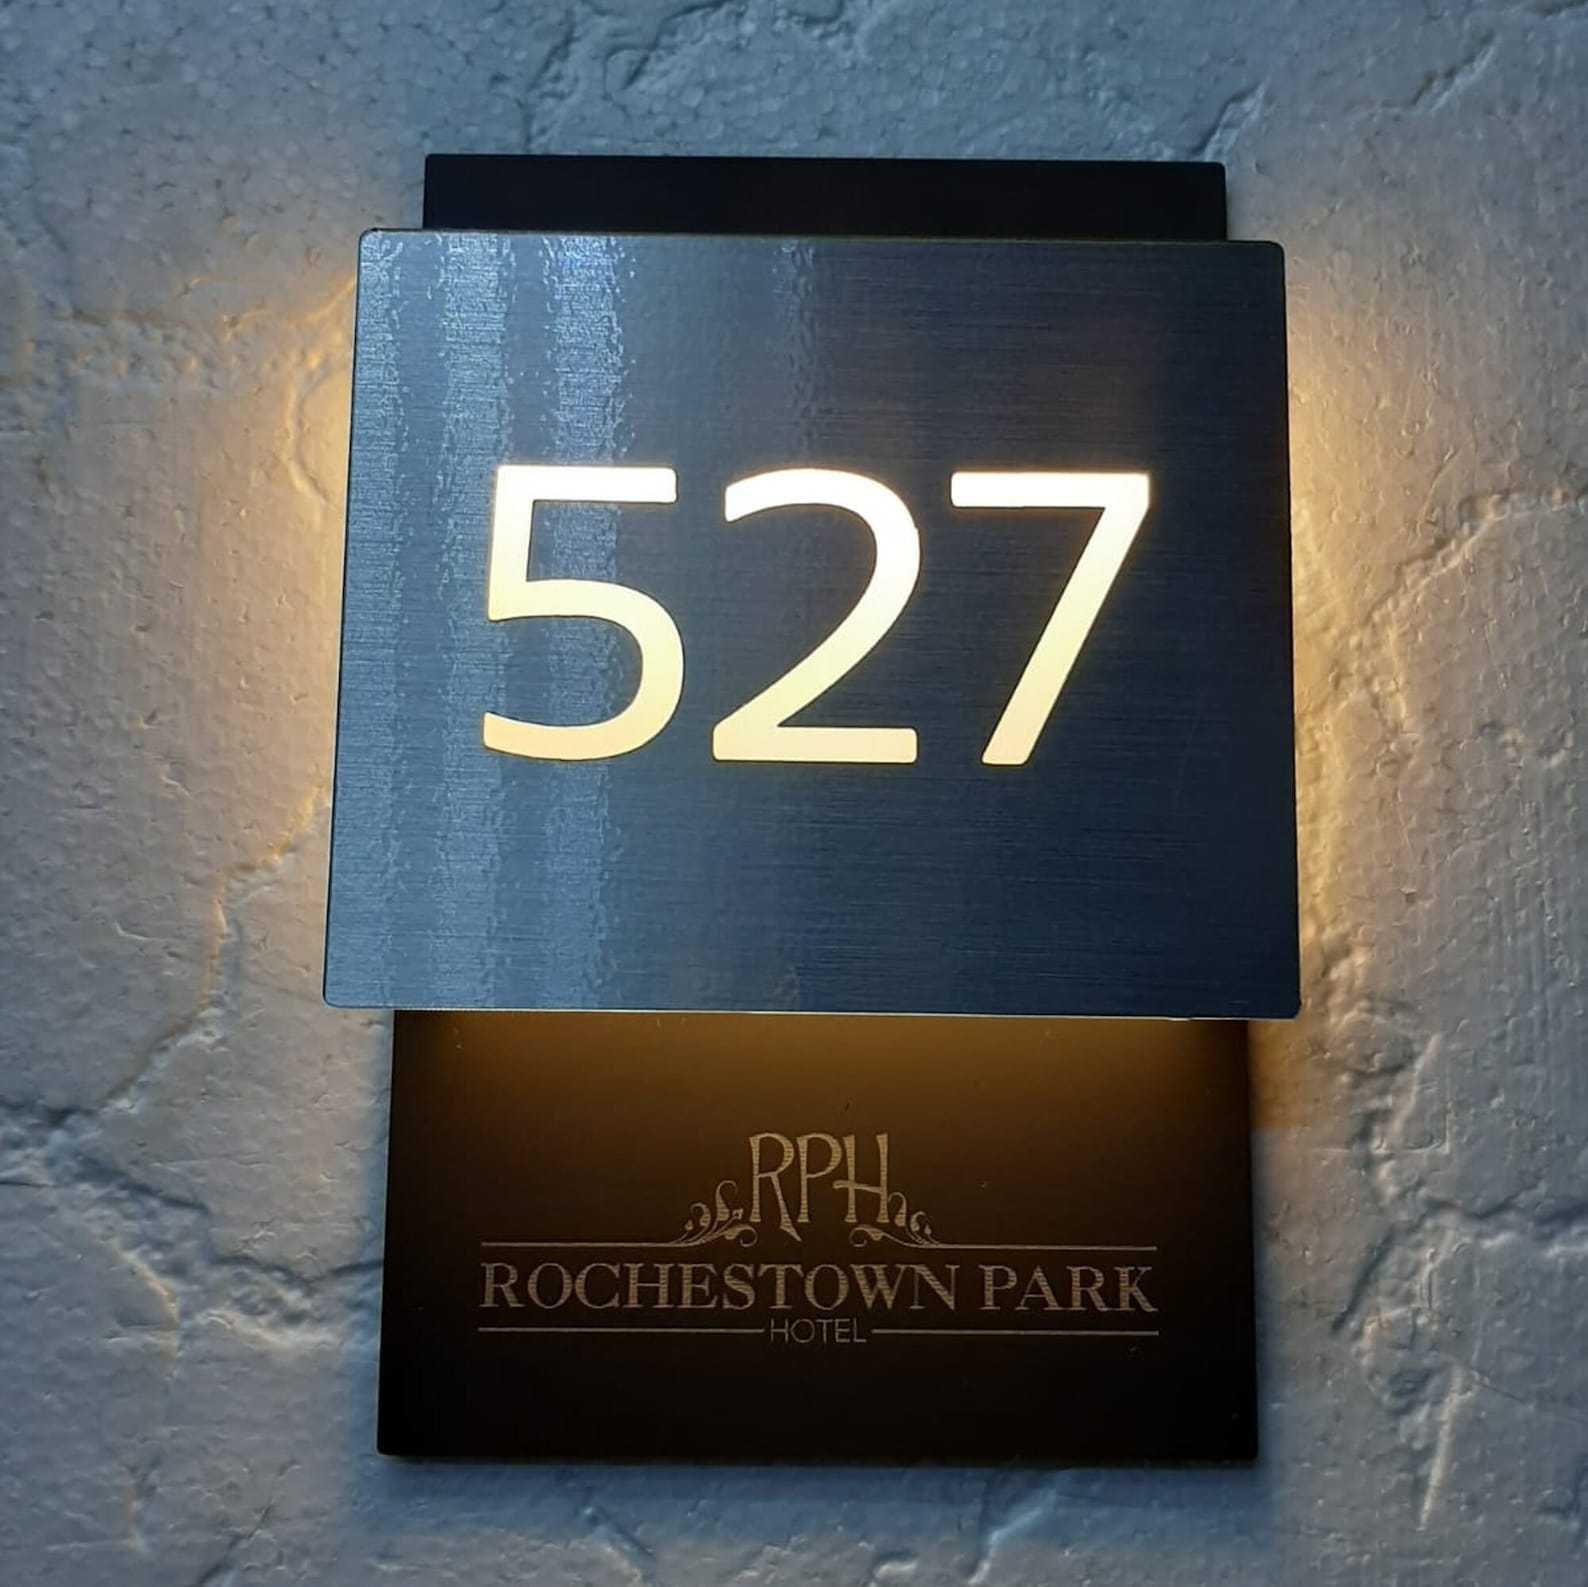 527
RPH
ROCHESTOWN PARK
HOTEL